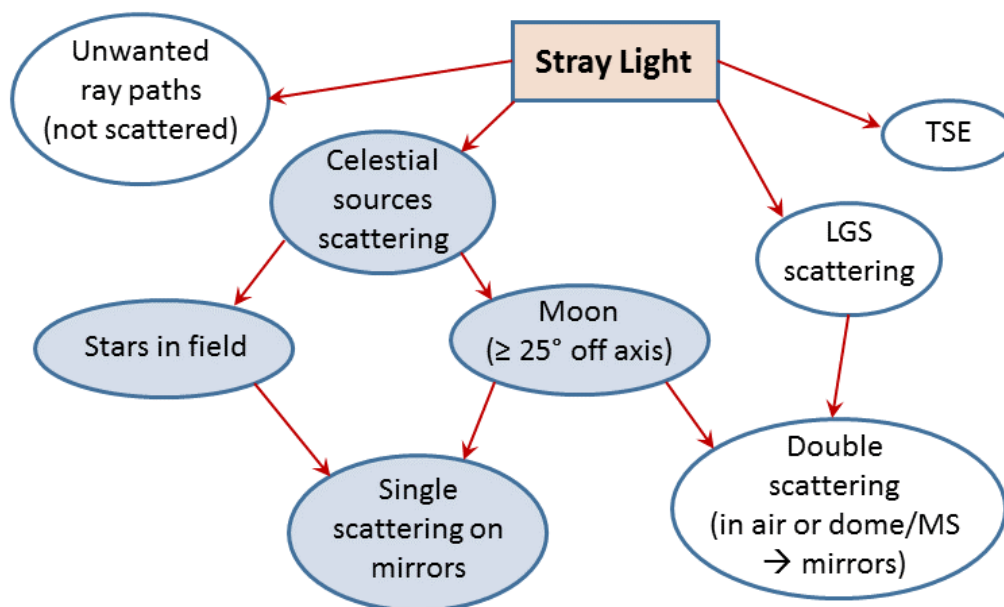 Stray Light
Unwanted
ray paths
(not scattered)
TSE
Celestial
sources
scattering
LGS
scattering
Stars in field
Moon
(≥ 25° off axis)
Single
scattering on
mirrors
Double
scattering
(in air or dome/MS
→ mirrors)